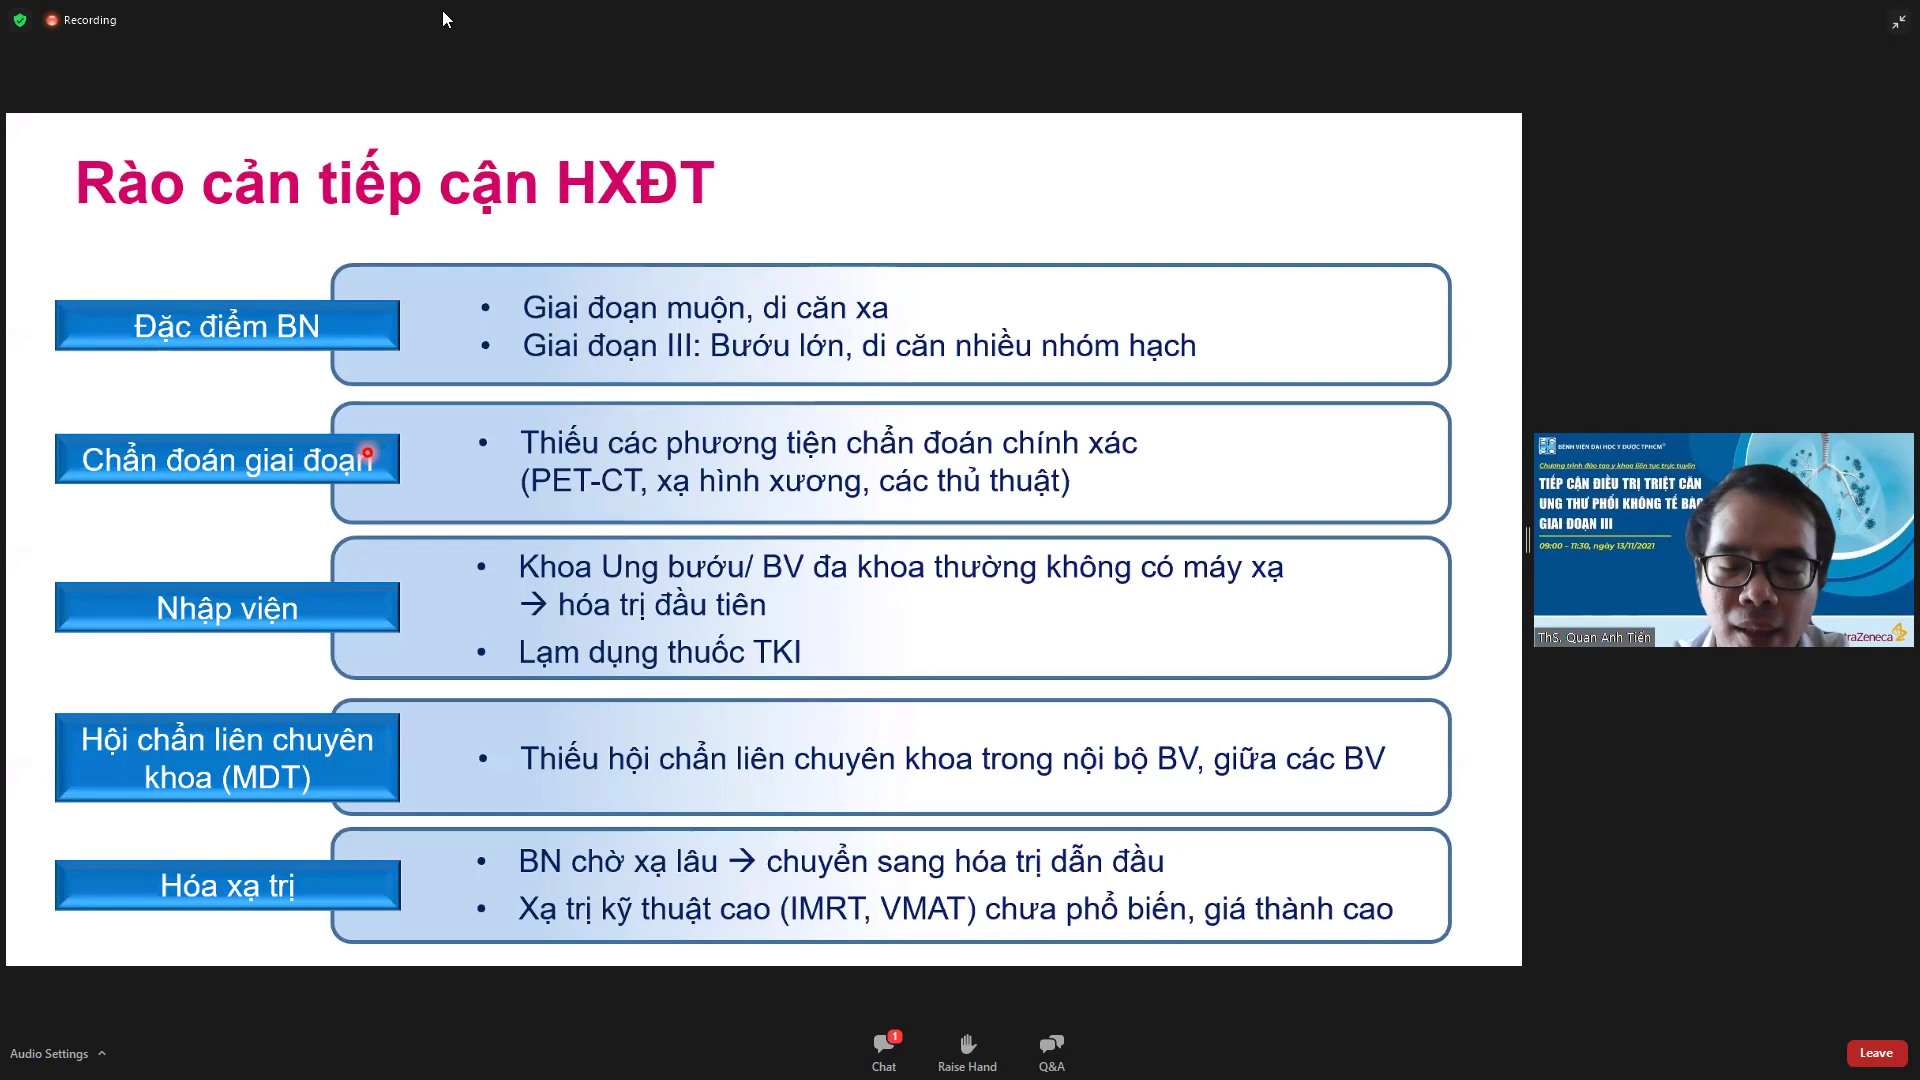 Recording
Rào cản tiếp cận HXĐT
Đặc điểm BN
• Giai đoạn muộn, di căn xa
• Giai đoạn III: Bướu lớn, di căn nhiều nhóm hạch
Chẩn đoán giai đoạn
• Thiếu các phương tiện chẩn đoán chính xác
(PET-CT, xạ hình xương, các thủ thuật)
Nhập viện
• Khoa Ung bướu/ BV đa khoa thường không có máy xạ
→ hóa trị đầu tiên
• Lạm dụng thuốc TKI
Hội chẩn liên chuyên
khoa (MDT)
• Thiếu hội chẩn liên chuyên khoa trong nội bộ BV, giữa các BV
Hóa xạ trị
• BN chờ xạ lâu → chuyển sang hóa trị dẫn đầu
• Xạ trị kỹ thuật cao (IMRT, VMAT) chưa phổ biến, giá thành cao
BỆNH VIỆN ĐẠI HỌC Y DƯỢC TPHCM
Chương trình đào tạo y khoa liên tục trực tuyến
TIẾP CẬN ĐIỀU TRỊ TRIỆT CĂN
UNG THƯ PHỔI KHÔNG TẾ BÀO
GIAI ĐOẠN III
09:00 – 11:30, ngày 13/11/2021
ThS. Quan Anh Tiến
traZeneca
Audio Settings
1
Chat
Raise Hand
Q&A
Leave